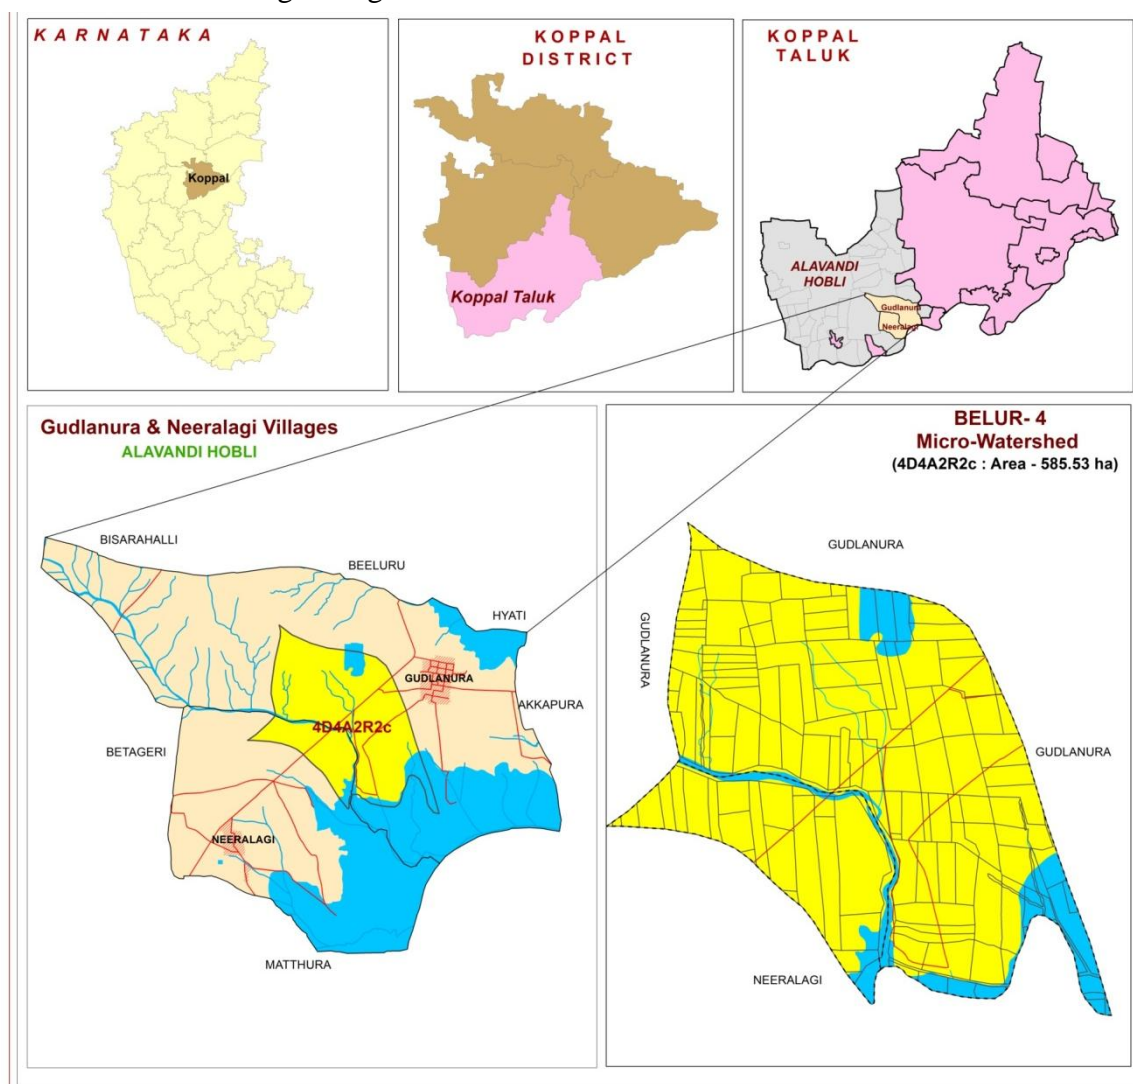 KARNATAKA
Koppal
KOPPAL
DISTRICT
Koppal Taluk
KOPPAL
TALUK
ALAVANDI
HOBLI
Gudlanura
Neeralagi
Gudlanura & Neeralagi Villages
ALAVANDI HOBLI
BISARAHALLI
BEELURU
HYATI
GUDLANURA
AKKAPURA
4D4A2R2c
BETAGERI
NEERALAGI
MATTHURA
BELUR- 4
Micro-Watershed
(4D4A2R2c : Area - 585.53 ha)
GUDLANURA
GUDLANURA
GUDLANURA
NEERALAGI